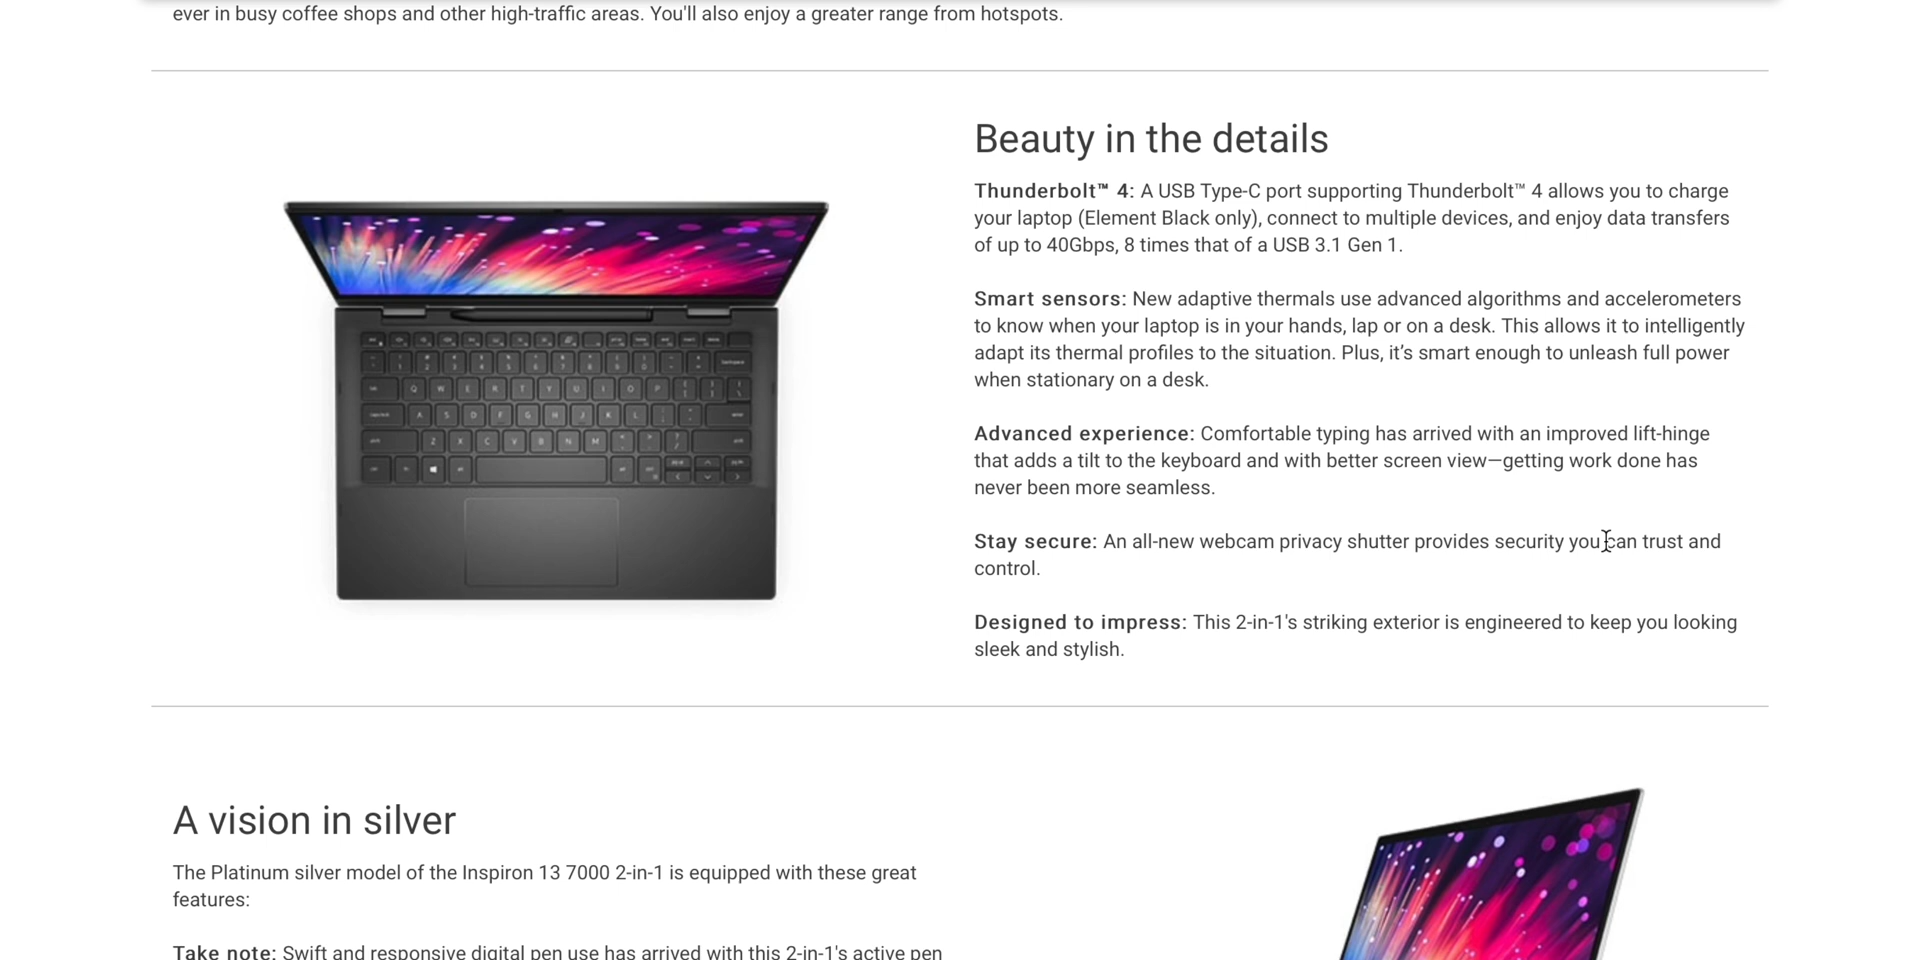 ever in busy coffee shops and other high-traffic areas. You'll also enjoy a greater range from hotspots.
Beauty in the details
Thunderbolt™ 4: A USB Type-C port supporting Thunderbolt™ 4 allows you to charge
your laptop (Element Black only), connect to multiple devices, and enjoy data transfers
of up to 40Gbps, 8 times that of a USB 3.1 Gen 1.
Smart sensors: New adaptive thermals use advanced algorithms and accelerometers
to know when your laptop is in your hands, lap or on a desk. This allows it to intelligently
adapt its thermal profiles to the situation. Plus, it’s smart enough to unleash full power
when stationary on a desk.
Advanced experience: Comfortable typing has arrived with an improved lift-hinge
that adds a tilt to the keyboard and with better screen view—getting work done has
never been more seamless.
Stay secure: An all-new webcam privacy shutter provides security you can trust and
control.
Designed to impress: This 2-in-1's striking exterior is engineered to keep you looking
sleek and stylish.
A vision in silver
The Platinum silver model of the Inspiron 13 7000 2-in-1 is equipped with these great
features:
Take note: Swift and responsive digital pen use has arrived with this 2-in-1's active pen
Q W E R T Y U I O P
A S D F G H J K L
Z X C V B N M